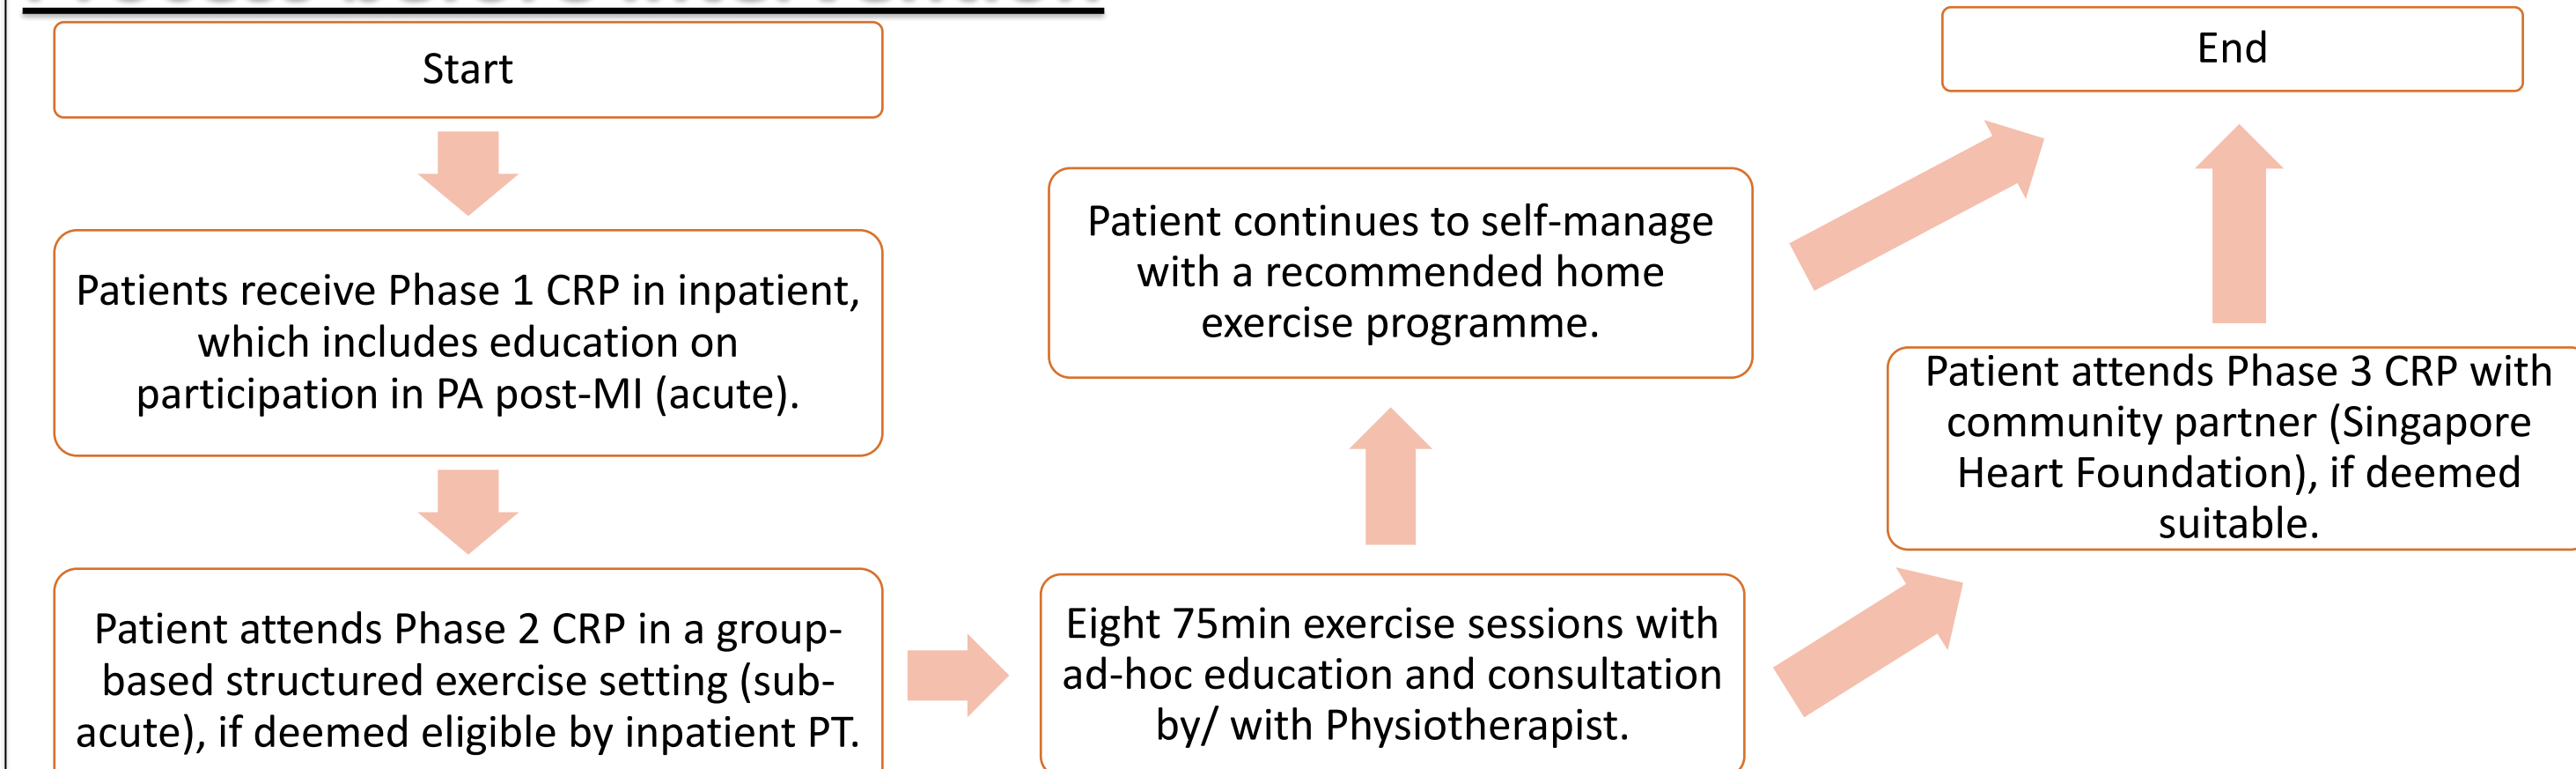 Start
Patients receive Phase 1 CRP in inpatient,
which includes education on
participation in PA post-MI (acute).
Patient attends Phase 2 CRP in a group-
based structured exercise setting (sub-
acute), if deemed eligible by inpatient PT.
Eight 75min exercise sessions with
ad-hoc education and consultation
by/ with Physiotherapist.
Patient continues to self-manage
with a recommended home
exercise programme.
Patient attends Phase 3 CRP with
community partner (Singapore
Heart Foundation), if deemed
suitable.
End